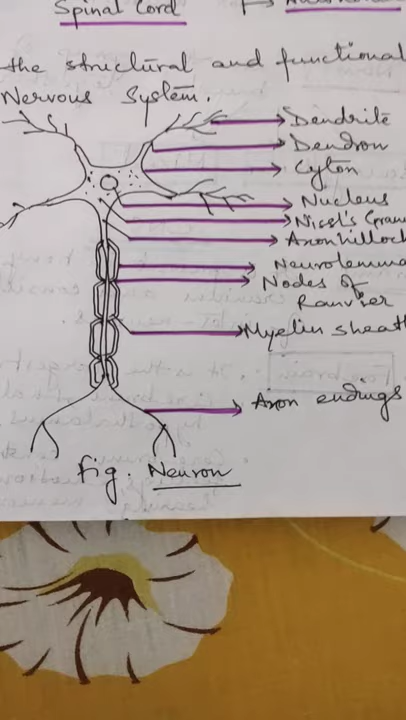 Spinal Cord
the structural and functional
Nervous System.
Dendrite
Dendron
Cyton
Nucleus
Nissl's Granu
Axon hillock
Neurolemma
Nodes of
Ranvier
Myelin sheath
Axon endings
Fig. Neuron